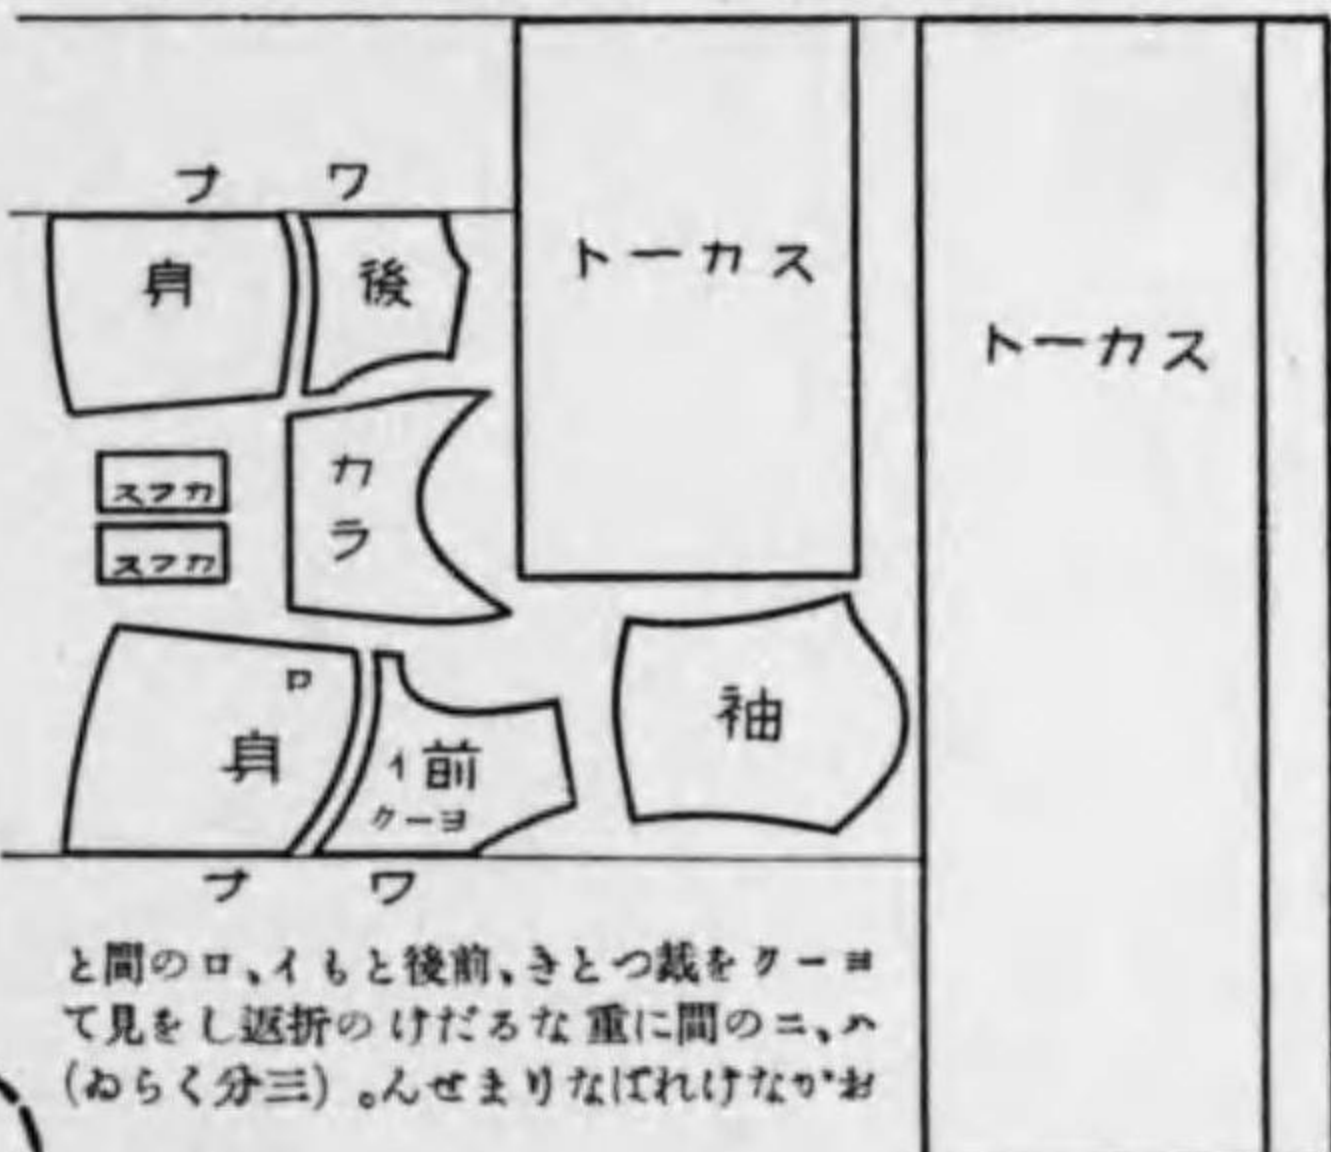 スカート
スカート
ワナ
後身
カラ
カフス
カフス
袖
ロ
イ
前身
ヨーク
ワナ
ヨークを裁つとき、前後ともイ、ロの間と
ハ、ニの間に重なるだけの折返しを見て
おかなければなりません。(三分くらゐ)